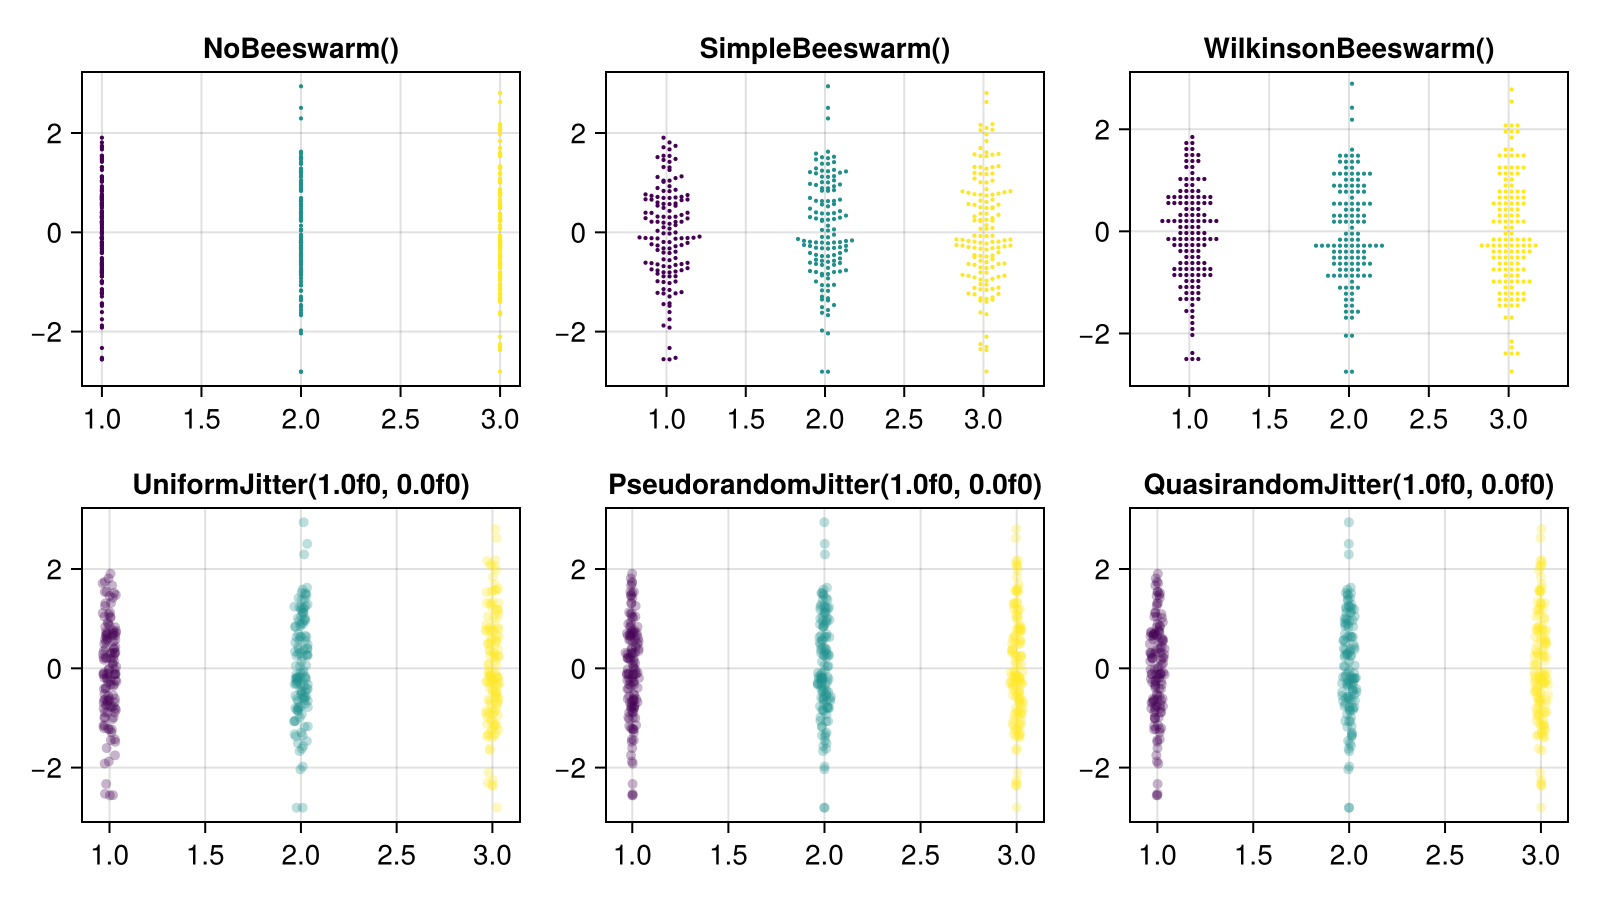 NoBeeswarm()
2
0
−2
1.0 1.5 2.0 2.5 3.0
SimpleBeeswarm()
2
0
−2
1.0 1.5 2.0 2.5 3.0
WilkinsonBeeswarm()
2
0
−2
1.0 1.5 2.0 2.5 3.0
UniformJitter(1.0f0, 0.0f0)
2
0
−2
1.0 1.5 2.0 2.5 3.0
PseudorandomJitter(1.0f0, 0.0f0)
2
0
−2
1.0 1.5 2.0 2.5 3.0
QuasirandomJitter(1.0f0, 0.0f0)
2
0
−2
1.0 1.5 2.0 2.5 3.0